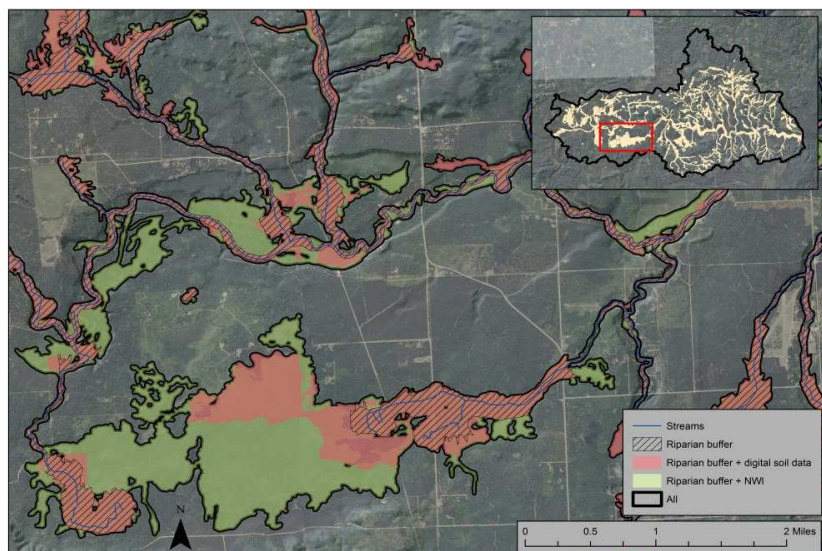 Streams
Riparian buffer
Riparian buffer + digital soil data
Riparian buffer + NWI
All
N
0 0.5 1 2 Miles